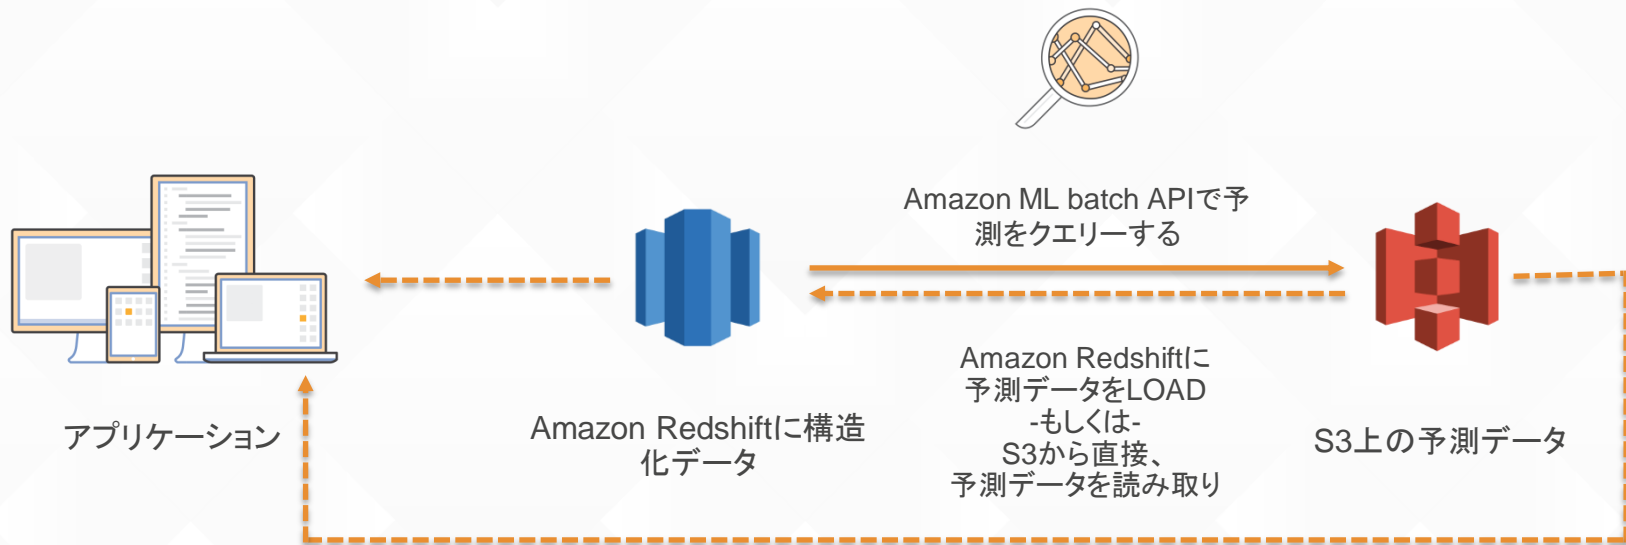 Amazon ML batch APIで予
測をクエリーする
Amazon Redshiftに
予測データをLOAD
-もしくは-
S3から直接、
予測データを読み取り
アプリケーション
Amazon Redshiftに構造
化データ
S3上の予測データ